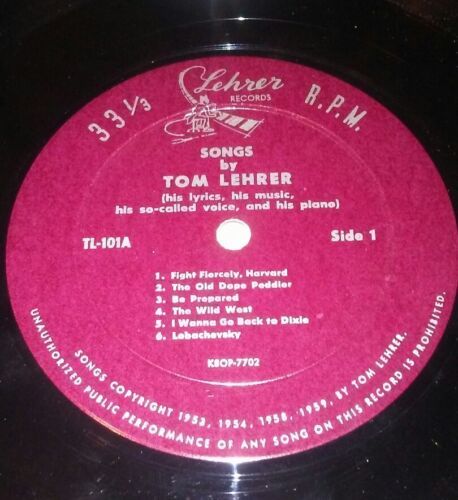 Lehrer
RECORDS
33 1/3 R.P.M.
SONGS
by
TOM LEHRER
(his lyrics, his music,
his so-called voice, and his piano)
TL-101A
Side 1
1. Fight Fiercely, Harvard
2. The Old Dope Peddler
3. Be Prepared
4. The Wild West
5. I Wanna Go Back to Dixie
6. Lobachevsky
K8OP-7702
SONGS COPYRIGHT 1953, 1954, 1958, 1959, BY TOM LEHRER.
UNAUTHORIZED PUBLIC PERFORMANCE OF ANY SONG ON THIS RECORD IS PROHIBITED.